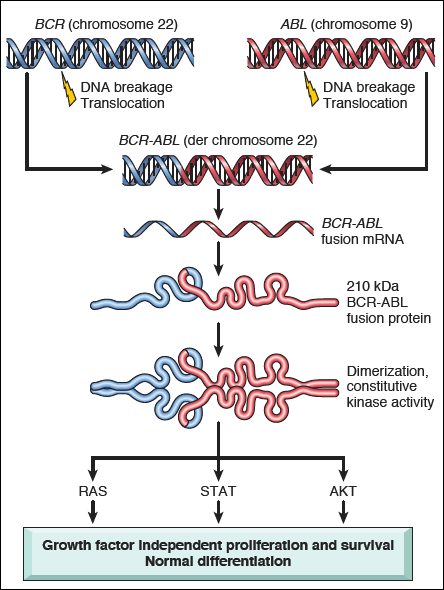 BCR (chromosome 22)
ABL (chromosome 9)
DNA breakage
Translocation
DNA breakage
Translocation
BCR-ABL (der chromosome 22)
BCR-ABL
fusion mRNA
210 kDa
BCR-ABL
fusion protein
Dimerization,
constitutive
kinase activity
RAS
STAT
AKT
Growth factor independent proliferation and survival
Normal differentiation